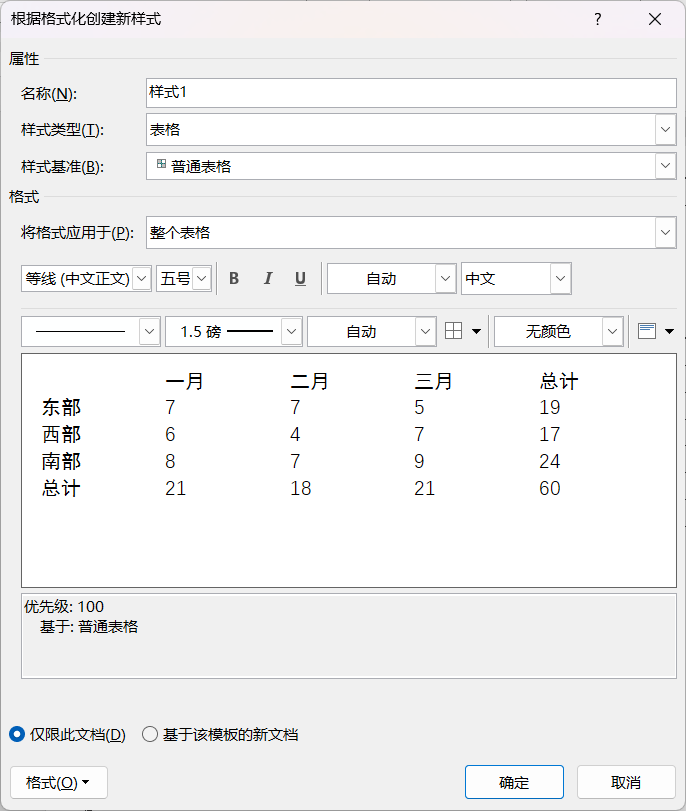 根据格式化创建新样式 ?
属性
名称(N): 样式1
样式类型(T): 表格
样式基准(B): 普通表格
格式
将格式应用于(P): 整个表格
等线 (中文正文) 五号 B I U 自动 中文
1.5 磅 自动 无颜色
一月 二月 三月 总计
东部 7 7 5 19
西部 6 4 7 17
南部 8 7 9 24
总计 21 18 21 60
优先级: 100
基于: 普通表格
仅限此文档(D) 基于该模板的新文档
格式(O) 确定 取消